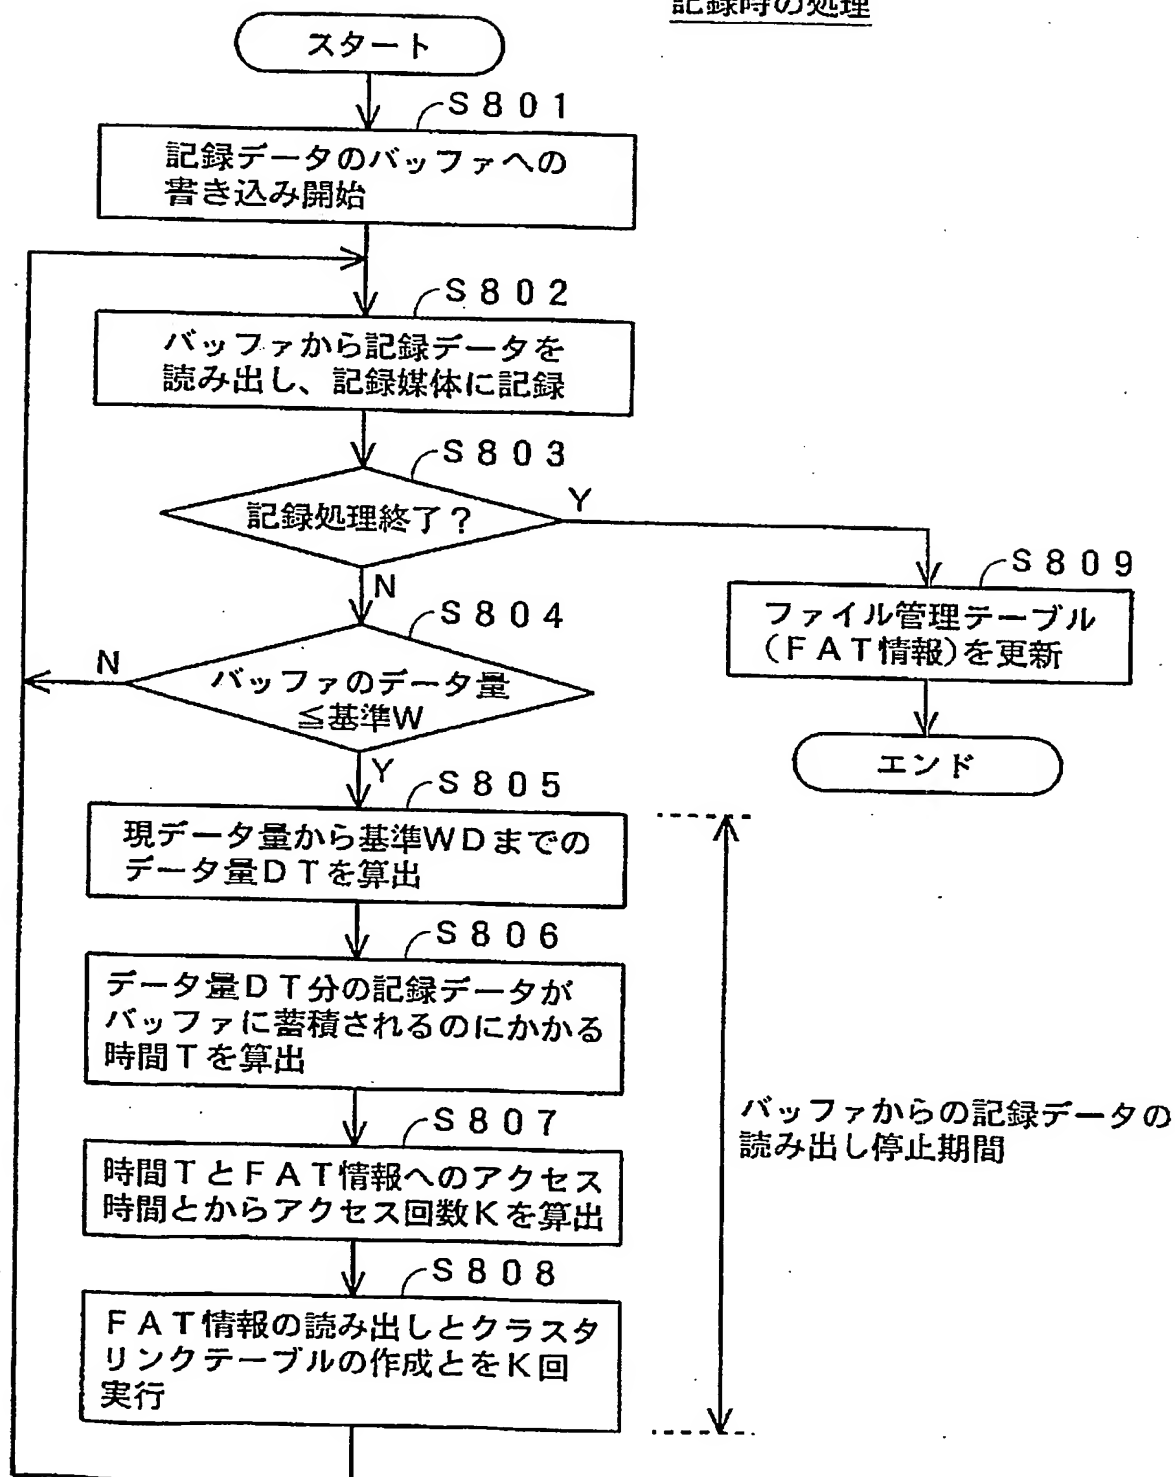 記録時の処理
スタート
S801
記録データのバッファへの
書き込み開始
S802
バッファから記録データを
読み出し、記録媒体に記録
S803
記録処理終了?
Y
N
S809
ファイル管理テーブル
(FAT情報)を更新
エンド
S804
バッファのデータ量
≦基準W
N
Y
S805
現データ量から基準WDまでの
データ量DTを算出
S806
データ量DT分の記録データが
バッファに蓄積されるのにかかる
時間Tを算出
S807
時間TとFAT情報へのアクセス
時間とからアクセス回数Kを算出
S808
FAT情報の読み出しとクラスタ
リンクテーブルの作成とをK回
実行
バッファからの記録データの
読み出し停止期間